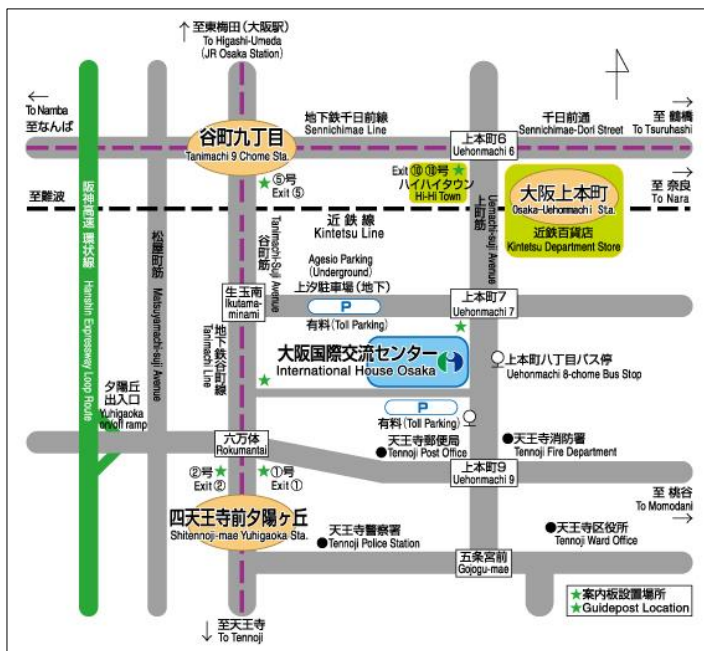 ↑至東梅田(大阪駅)
To Higashi-Umeda
(JR Osaka Station)
←
To Namba
至なんば
谷町九丁目
Tanimachi 9 Chome Sta.
地下鉄千日前線
Sennichimae Line
上本町6
Uehonmachi 6
千日前通
Sennichimae-Dori Street
→
至 鶴橋
To Tsuruhashi
⑤号
Exit ⑤
Exit ⑩ ⑩号
ハイハイタウン
Hi-Hi Town
大阪上本町
Osaka-Uehonmachi Sta.
近鉄百貨店
Kintetsu Department Store
→
至 奈良
To Nara
至難波
近鉄線
Kintetsu Line
阪神高速 環状線
Hanshin Expressway Loop Route
松屋町筋
Matsuyamachi-suji Avenue
谷町筋
Tanimachi-Suji Avenue
上町筋
Uemachi-suji Avenue
Agesio Parking
(Underground)
上汐駐車場(地下)
P
有料(Toll Parking)
生玉南
Ikutama-
minami
上本町7
Uehonmachi 7
地下鉄谷町線
Tanimachi Line
大阪国際交流センター
International House Osaka
上本町八丁目バス停
Uehonmachi 8-chome Bus Stop
夕陽丘
出入口
Yuhigaoka
on/off ramp
P
有料(Toll Parking)
六万体
Rokumantai
天王寺郵便局
Tennoji Post Office
天王寺消防署
Tennoji Fire Department
上本町9
Uehonmachi 9
②号
Exit ②
①号
Exit ①
至 桃谷
To Momodani
→
四天王寺前夕陽ヶ丘
Shitennoji-mae Yuhigaoka Sta.
天王寺警察署
Tennoji Police Station
五条宮前
Gojogu-mae
天王寺区役所
Tennoji Ward Office
★案内板設置場所
★Guidepost Location
↓
至天王寺
To Tennoji